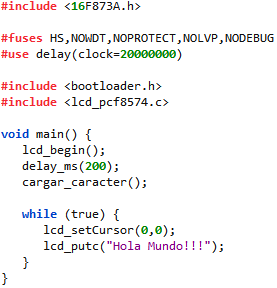 #include <16F873A.h>
#fuses HS,NOWDT,NOPROTECT,NOLVP,NODEBUG
#use delay(clock=20000000)
#include <bootloader.h>
#include <lcd_pcf8574.c>
void main() {
lcd_begin();
delay_ms(200);
cargar_caracter();
while (true) {
lcd_setCursor(0,0);
lcd_putc("Hola Mundo!!!");
}
}